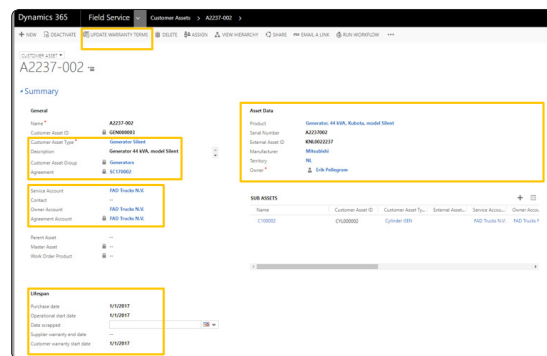 Dynamics 365 Field Service Customer Assets > A2237-002 >
+ NEW DEACTIVATE UPDATE WARRANTY TERMS DELETE ASSIGN VIEW HIERARCHY SHARE EMAIL A LINK RUN WORKFLOW ...
CUSTOMER ASSET
A2237-002
Summary
General
Name * A2237-002
Customer Asset ID GEN000003
Customer Asset Type * Generator Silent
Description Generator 44 kVA, model Silent
Customer Asset Group Generators
Agreement SC170002
Service Account FAD Trucks N.V.
Contact --
Owner Account FAD Trucks N.V.
Agreement Account FAD Trucks N.V.
Parent Asset --
Master Asset --
Work Order Product --
Lifespan
Purchase date 1/1/2017
Operational start date 1/1/2017
Date scrapped
Supplier warranty end date --
Customer warranty start date 1/1/2017
Asset Data
Product Generator, 44 kVA, Kubota, model Silent
Serial Number A2237002
External Asset ID KNL0022237
Manufacturer Mitsubishi
Territory NL
Owner * Erik Pellegrom
SUB ASSETS
Name Customer Asset ID Customer Asset Ty... External Asset... Service Accou... Owner Accou
C100002 CYL000002 Cylinder GEN FAD Trucks N.V. FAD Trucks